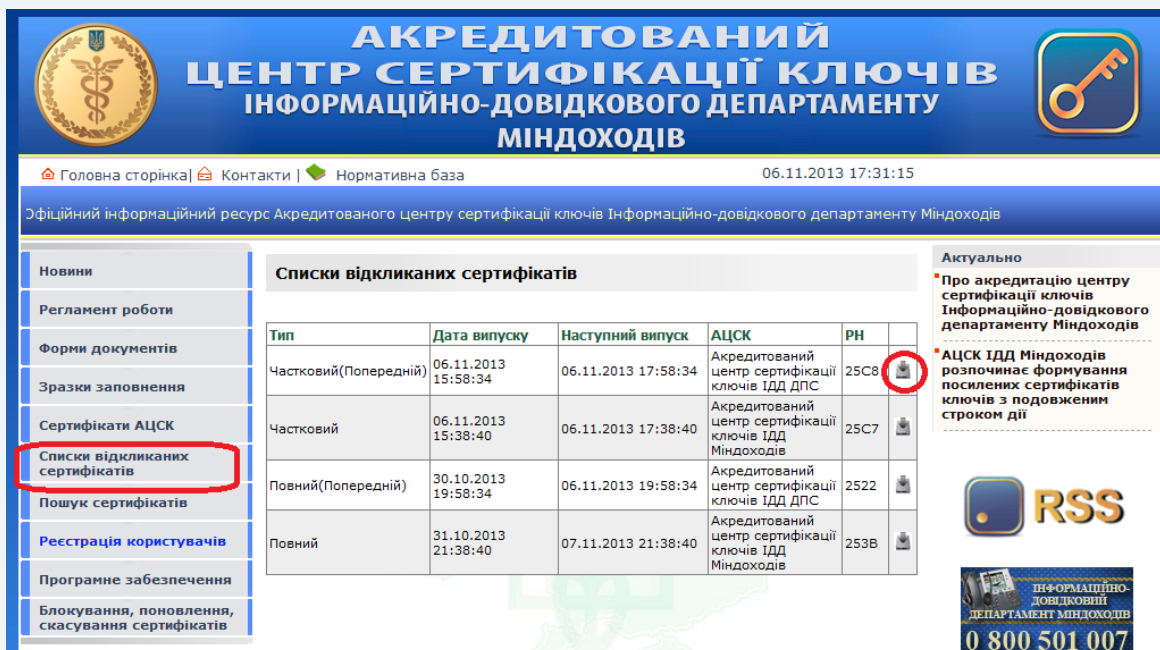 АКРЕДИТОВАНИЙ
ЦЕНТР СЕРТИФІКАЦІЇ КЛЮЧІВ
ІНФОРМАЦІЙНО-ДОВІДКОВОГО ДЕПАРТАМЕНТУ
МІНДОХОДІВ
Головна сторінка| Контакти | Нормативна база
06.11.2013 17:31:15
Офіційний інформаційний ресурс Акредитованого центру сертифікації ключів Інформаційно-довідкового департаменту Міндоходів
Новини
Регламент роботи
Форми документів
Зразки заповнення
Сертифікати АЦСК
Списки відкликаних
сертифікатів
Пошук сертифікатів
Реєстрація користувачів
Програмне забезпечення
Блокування, поновлення,
скасування сертифікатів
Списки відкликаних сертифікатів
Тип Дата випуску Наступний випуск АЦСК РН
Частковий(Попередній) 06.11.2013 15:58:34 06.11.2013 17:58:34 Акредитований центр сертифікації ключів ІДД ДПС 25C8
Частковий 06.11.2013 15:38:40 06.11.2013 17:38:40 Акредитований центр сертифікації ключів ІДД Міндоходів 25C7
Повний(Попередній) 30.10.2013 19:58:34 06.11.2013 19:58:34 Акредитований центр сертифікації ключів ІДД ДПС 2522
Повний 31.10.2013 21:38:40 07.11.2013 21:38:40 Акредитований центр сертифікації ключів ІДД Міндоходів 253B
Актуально
Про акредитацію центру
сертифікації ключів
Інформаційно-довідкового
департаменту Міндоходів
АЦСК ІДД Міндоходів
розпочинає формування
посилених сертифікатів
ключів з подовженим
строком дії
RSS
ІНФОРМАЦІЙНО-
ДОВІДКОВИЙ
ДЕПАРТАМЕНТ МІНДОХОДІВ
0 800 501 007